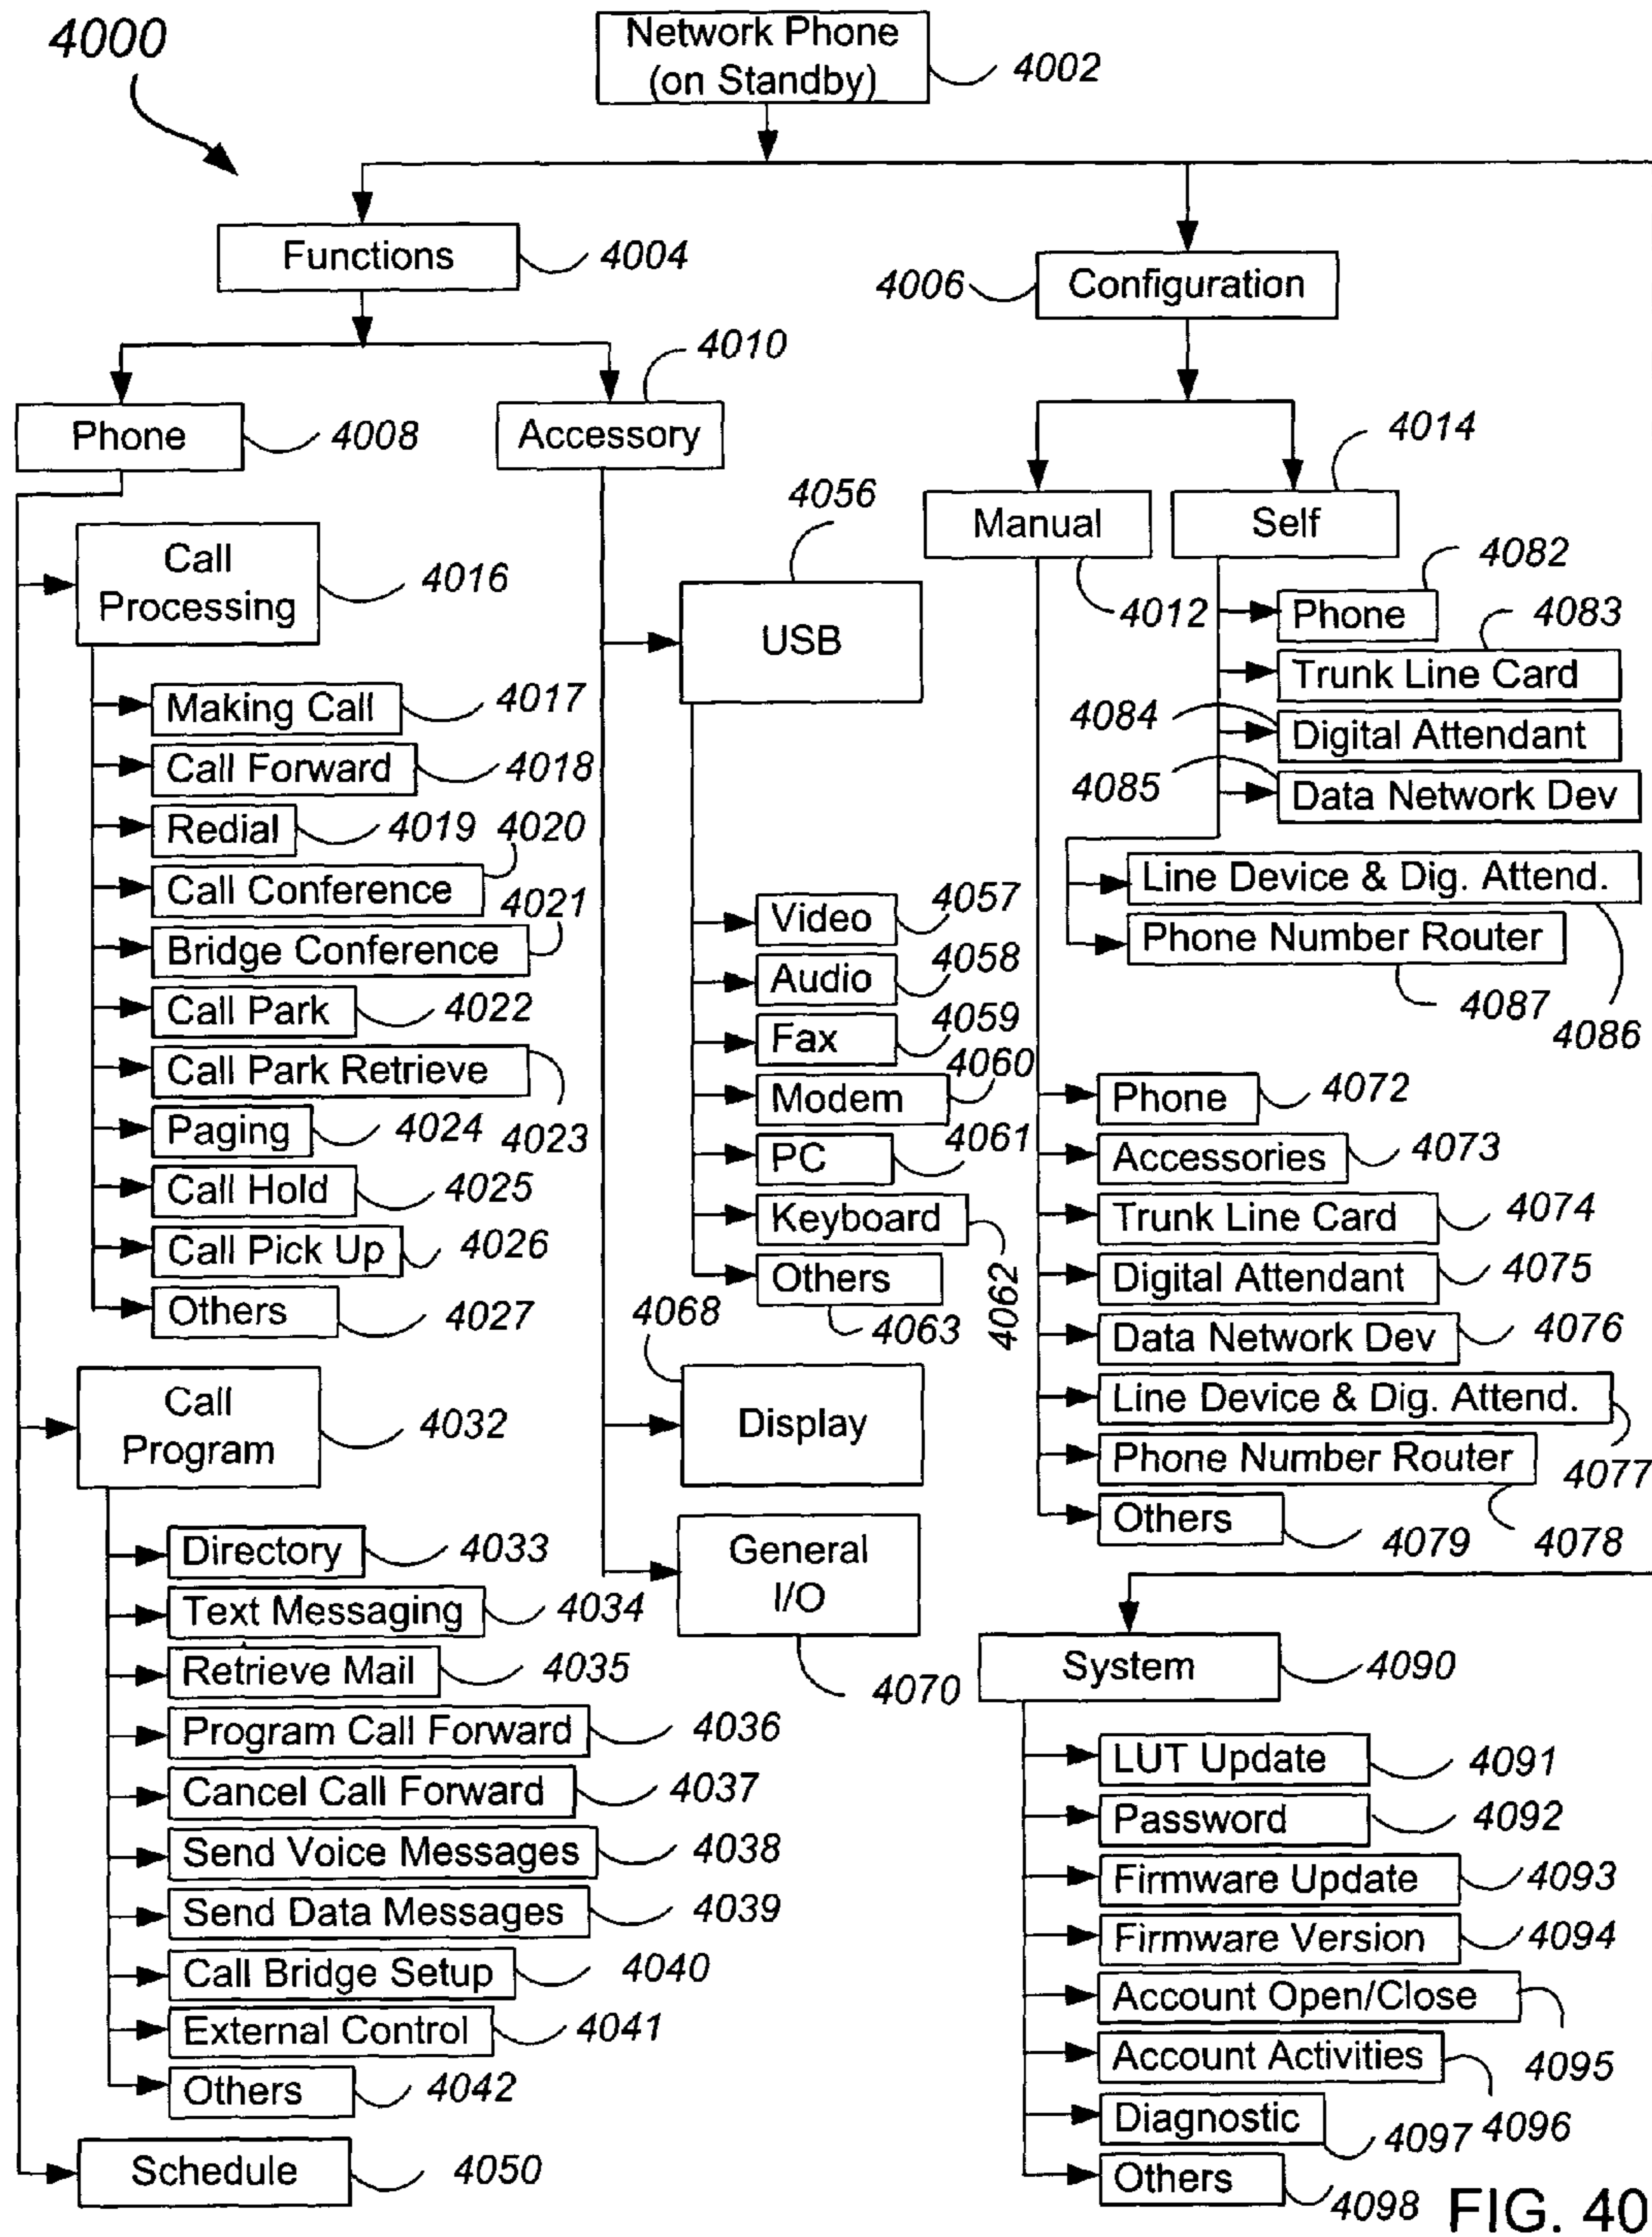 4000
Network Phone
(on Standby)
4002
Functions
4004
4006
Configuration
Phone
4008
Accessory
4010
Manual
4012
Self
4014
Call
Processing
4016
Making Call
4017
Call Forward
4018
Redial
4019
Call Conference
4020
Bridge Conference
4021
Call Park
4022
Call Park Retrieve
4023
Paging
4024
Call Hold
4025
Call Pick Up
4026
Others
4027
Call
Program
4032
Directory
4033
Text Messaging
4034
Retrieve Mail
4035
Program Call Forward
4036
Cancel Call Forward
4037
Send Voice Messages
4038
Send Data Messages
4039
Call Bridge Setup
4040
External Control
4041
Others
4042
Schedule
4050
4056
USB
Video
4057
Audio
4058
Fax
4059
Modem
4060
PC
4061
Keyboard
4062
Others
4063
4068
Display
General
I/O
4070
Phone
4082
Trunk Line Card
4083
4084
Digital Attendant
4085
Data Network Dev
Line Device & Dig. Attend.
4086
Phone Number Router
4087
Phone
4072
Accessories
4073
Trunk Line Card
4074
Digital Attendant
4075
Data Network Dev
4076
Line Device & Dig. Attend.
4077
Phone Number Router
4078
Others
4079
System
4090
LUT Update
4091
Password
4092
Firmware Update
4093
Firmware Version
4094
Account Open/Close
4095
Account Activities
4096
Diagnostic
4097
Others
4098
FIG. 40